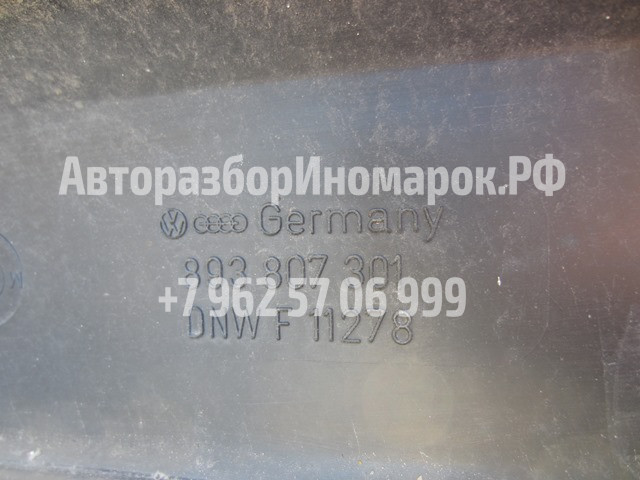 АвторазборИномарок.РФ
Germany
893 807 301
+7 962 57 06 999
DNW F 11278